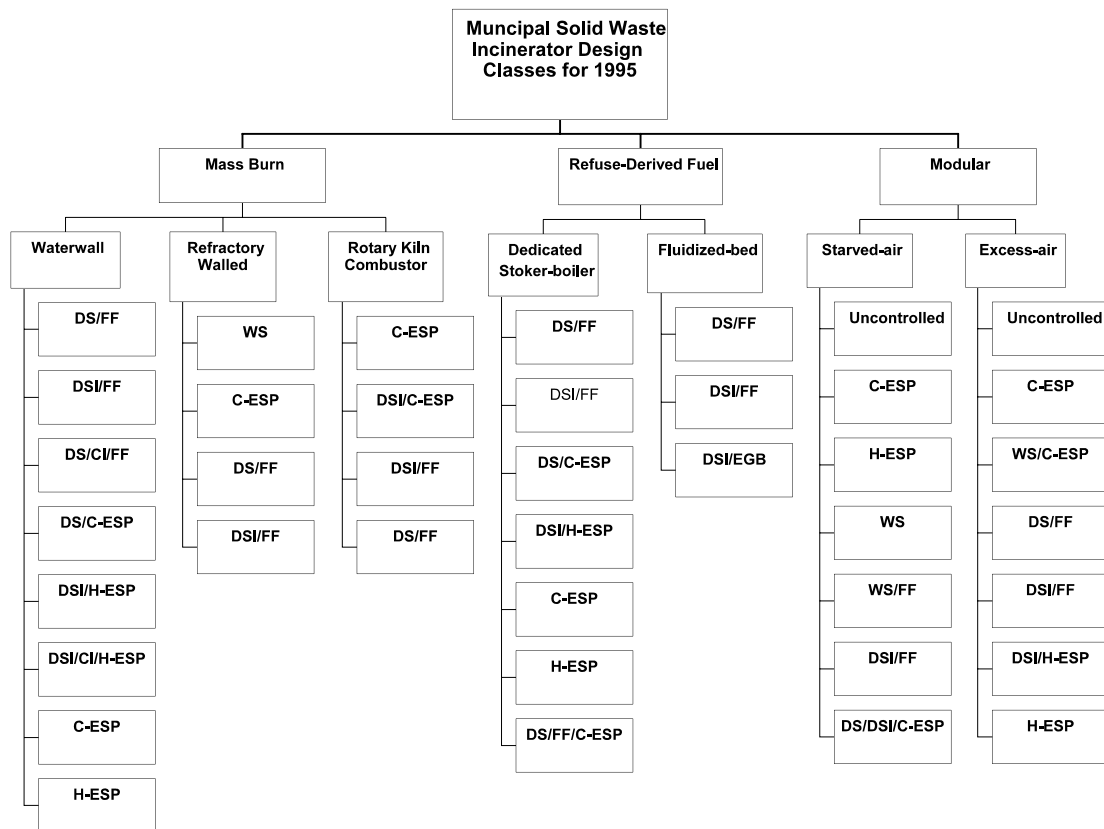 Muncipal Solid Waste
Incinerator Design
Classes for 1995
Mass Burn
Refuse-Derived Fuel
Modular
Waterwall
Refractory
Walled
Rotary Kiln
Combustor
Dedicated
Stoker-boiler
Fluidized-bed
Starved-air
Excess-air
DS/FF
DSI/FF
DS/CI/FF
DS/C-ESP
DSI/H-ESP
DSI/CI/H-ESP
C-ESP
H-ESP
WS
C-ESP
DS/FF
DSI/FF
C-ESP
DSI/C-ESP
DSI/FF
DS/FF
DS/FF
DSI/FF
DS/C-ESP
DSI/H-ESP
C-ESP
H-ESP
DS/FF/C-ESP
DS/FF
DSI/FF
DSI/EGB
Uncontrolled
C-ESP
H-ESP
WS
WS/FF
DSI/FF
DS/DSI/C-ESP
Uncontrolled
C-ESP
WS/C-ESP
DS/FF
DSI/FF
DSI/H-ESP
H-ESP